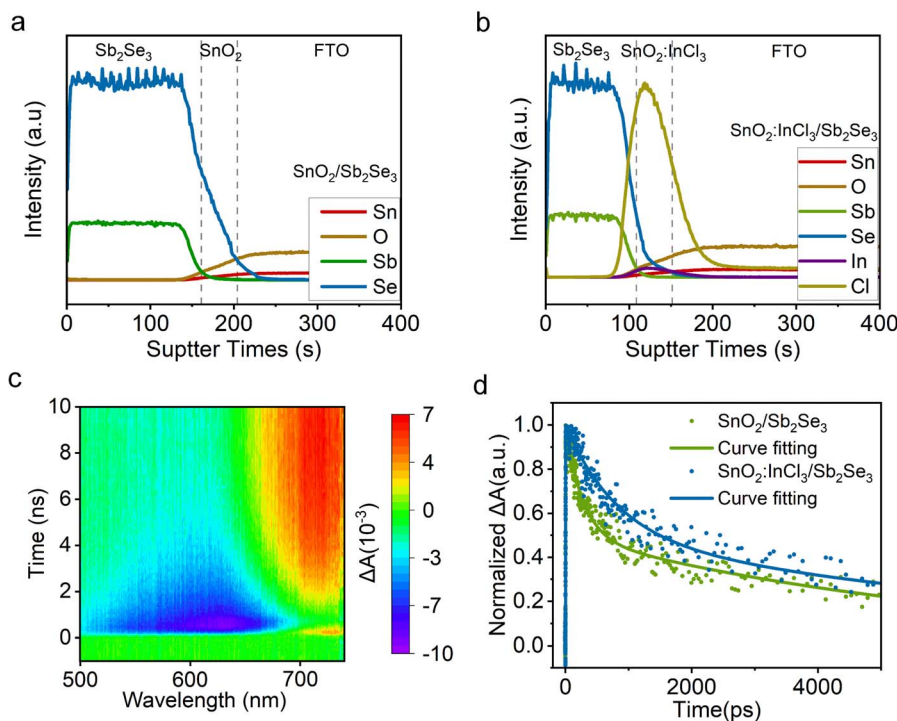 a
Sb₂Se₃ SnO₂ FTO
Intensity (a.u)
SnO₂/Sb₂Se₃
Sn
O
Sb
Se
0 100 200 300 400
Suptter Times (s)
b
Sb₂Se₃ SnO₂:InCl₃ FTO
Intensity (a.u.)
SnO₂:InCl₃/Sb₂Se₃
Sn
O
Sb
Se
In
Cl
0 100 200 300 400
Suptter Times (s)
c
Time (ns)
10
8
6
4
2
0
500 600 700
Wavelength (nm)
7
4
0
-3
-7
-10
ΔA(10⁻³)
d
Normalized ΔA(a.u.)
1.0
0.8
0.6
0.4
0.2
0.0
SnO₂/Sb₂Se₃
Curve fitting
SnO₂:InCl₃/Sb₂Se₃
Curve fitting
0 2000 4000
Time(ps)